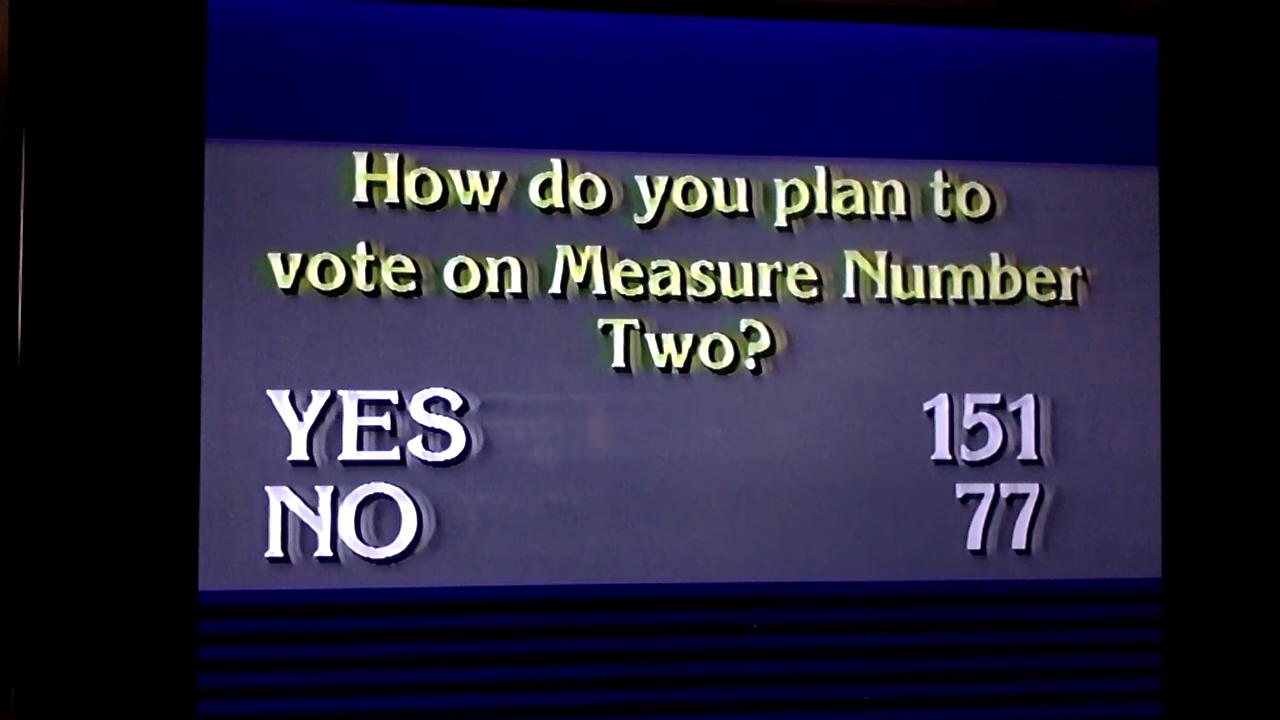 How do you plan to
vote on Measure Number
Two?
YES 151
NO 77